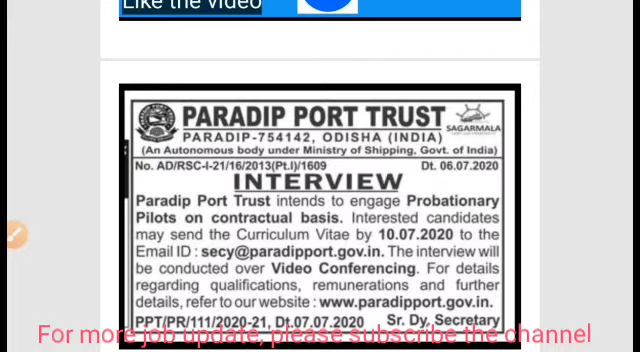 Like the video
PARADIP PORT TRUST
SAGARMALA
PARADIP-754142, ODISHA (INDIA)
(An Autonomous body under Ministry of Shipping, Govt. of India)
No. AD/RSC-I-21/16/2013(Pt.I)/1609 Dt. 06.07.2020
INTERVIEW
Paradip Port Trust intends to engage Probationary
Pilots on contractual basis. Interested candidates
may send the Curriculum Vitae by 10.07.2020 to the
Email ID : secy@paradipport.gov.in. The interview will
be conducted over Video Conferencing. For details
regarding qualifications, remunerations and further
details, refer to our website : www.paradipport.gov.in.
PPT/PR/111/2020-21, Dt.07.07.2020 Sr. Dy. Secretary
For more job update, please subscribe the channel